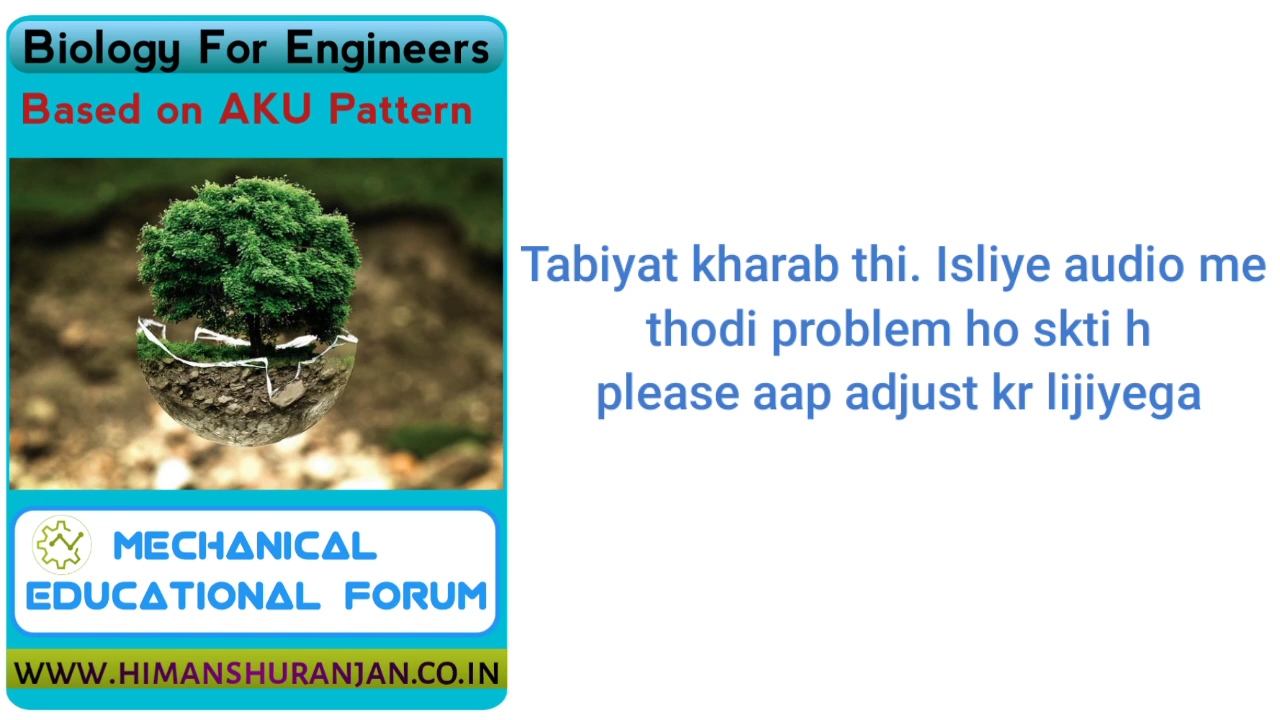 Biology For Engineers
Based on AKU Pattern
MECHANICAL
EDUCATIONAL FORUM
WWW.HIMANSHURANJAN.CO.IN
Tabiyat kharab thi. Isliye audio me
thodi problem ho skti h
please aap adjust kr lijiyega